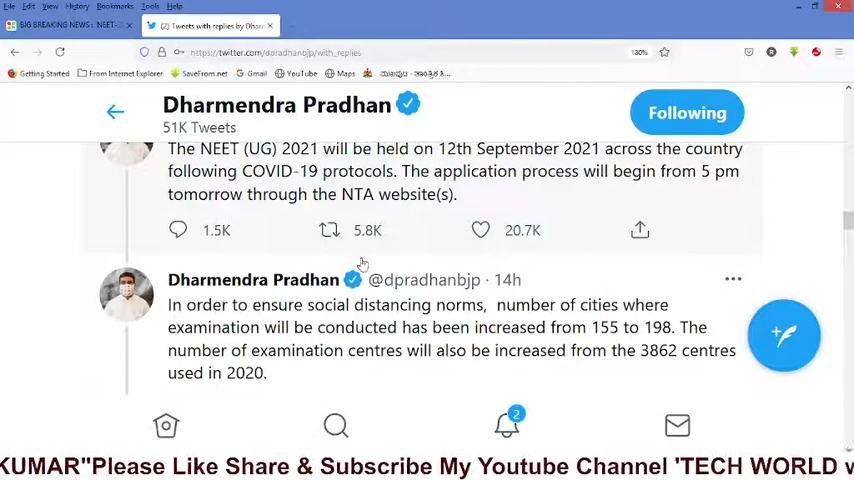 File Edit View History Bookmarks Tools Help
BIG BREAKING NEWS : 'NEET-
(2) Tweets with replies by Dharm
https://twitter.com/dpradhanbjp/with_replies
130%
Getting Started From Internet Explorer SaveFrom.net Gmail YouTube Maps
Dharmendra Pradhan
51K Tweets
Following
The NEET (UG) 2021 will be held on 12th September 2021 across the country
following COVID-19 protocols. The application process will begin from 5 pm
tomorrow through the NTA website(s).
1.5K 5.8K 20.7K
Dharmendra Pradhan @dpradhanbjp · 14h
In order to ensure social distancing norms, number of cities where
examination will be conducted has been increased from 155 to 198. The
number of examination centres will also be increased from the 3862 centres
used in 2020.
2
KUMAR"Please Like Share & Subscribe My Youtube Channel 'TECH WORLD